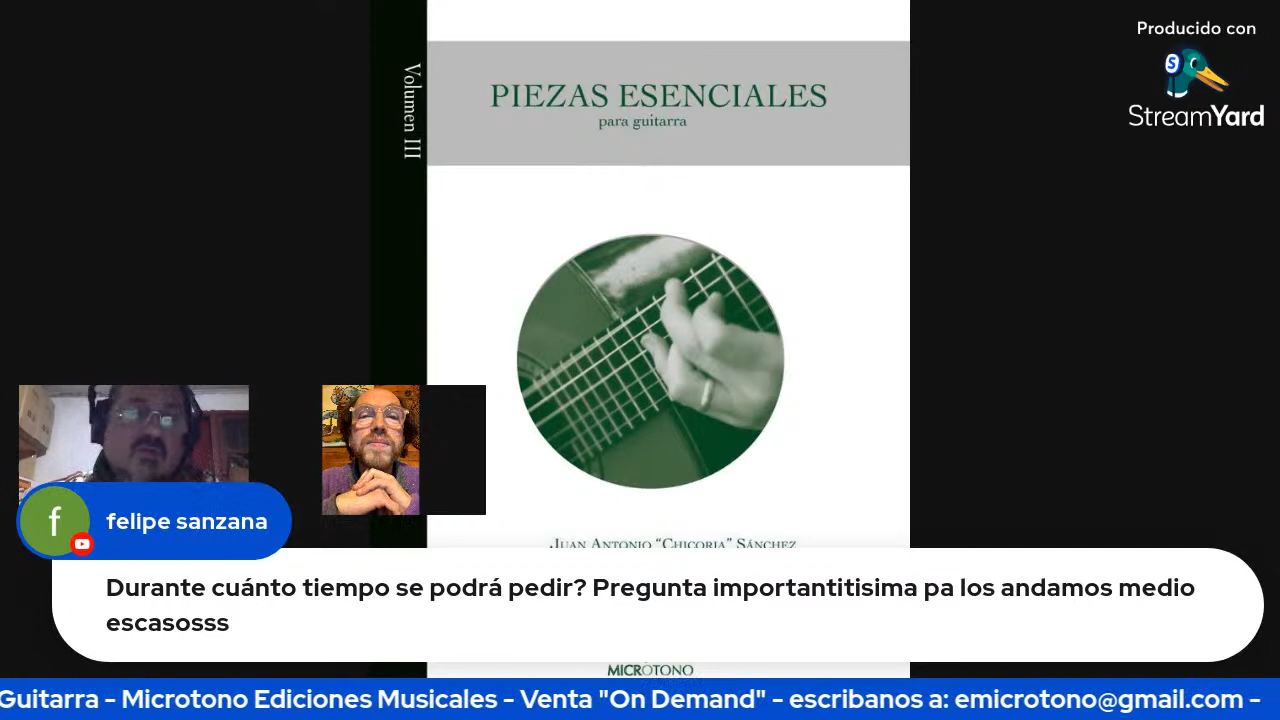 Producido con
StreamYard
Volumen III
PIEZAS ESENCIALES
para guitarra
JUAN ANTONIO "CHICORIA" SÁNCHEZ
felipe sanzana
Durante cuánto tiempo se podrá pedir? Pregunta importantitisima pa los andamos medio
escasosss
MICRÓTONO
Guitarra - Microtono Ediciones Musicales - Venta "On Demand" - escribanos a: emicrotono@gmail.com -